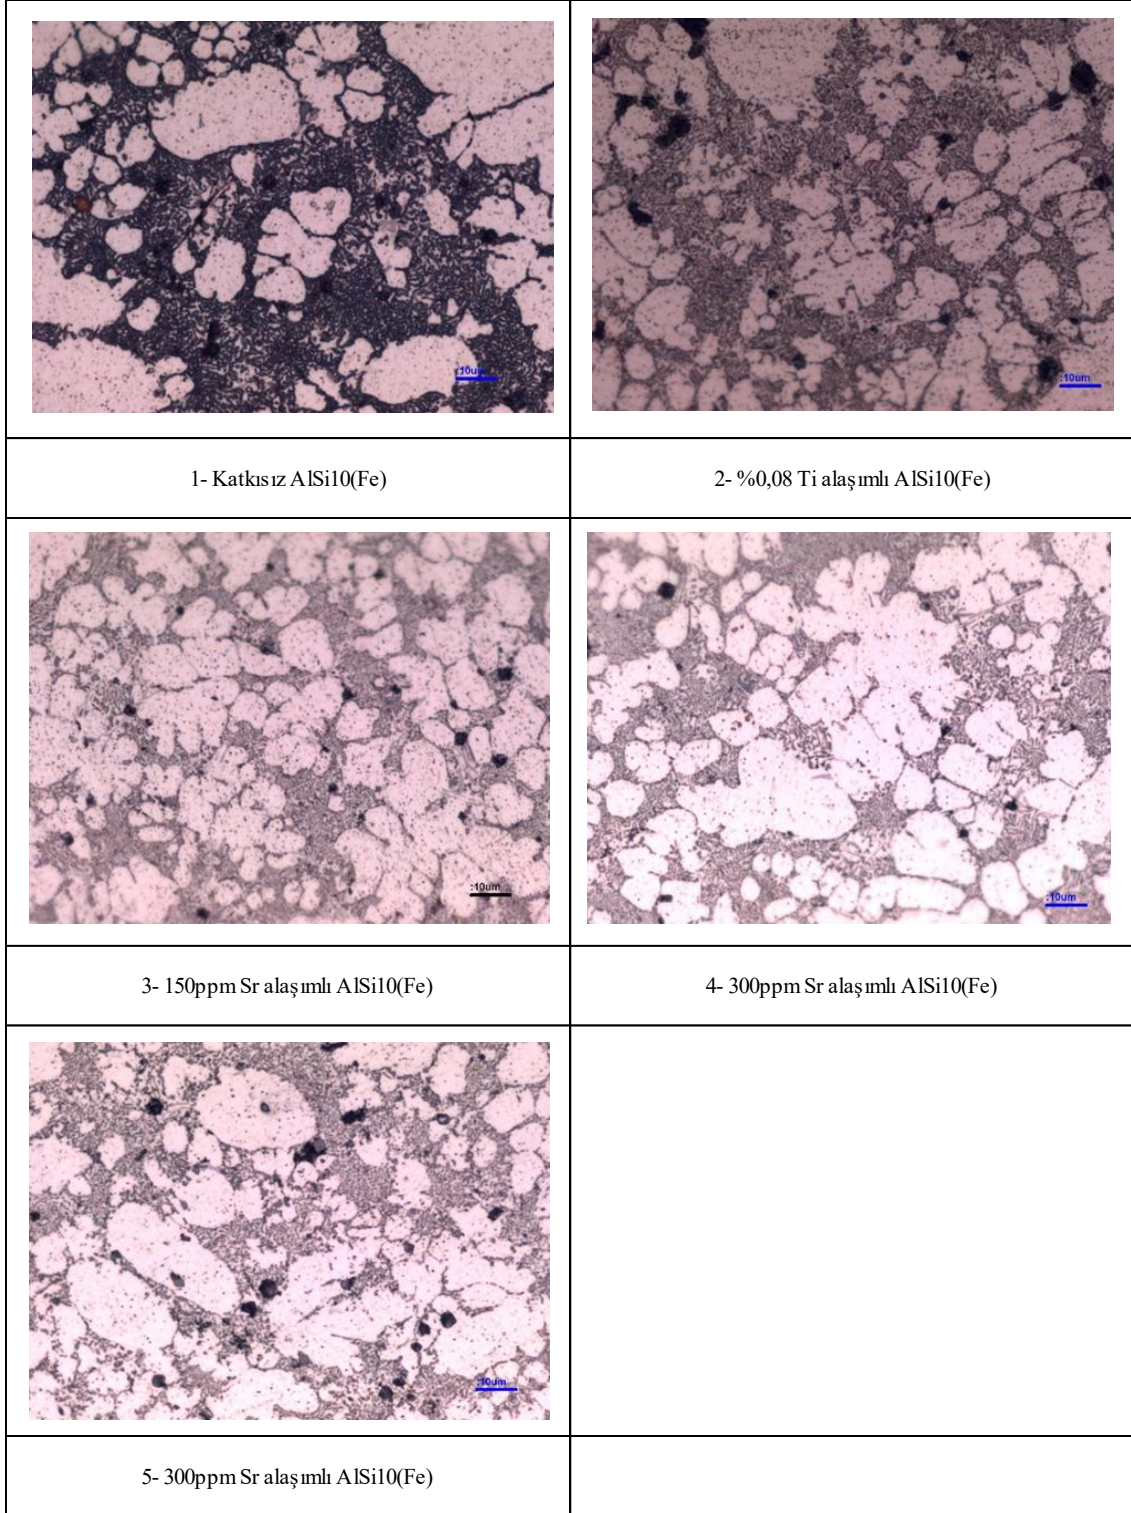 :10um
:10um
1- Katkısız AlSi10(Fe)
2- %0,08 Ti alaşımlı AlSi10(Fe)
:10um
:10um
3- 150ppm Sr alaşımlı AlSi10(Fe)
4- 300ppm Sr alaşımlı AlSi10(Fe)
:10um
5- 300ppm Sr alaşımlı AlSi10(Fe)